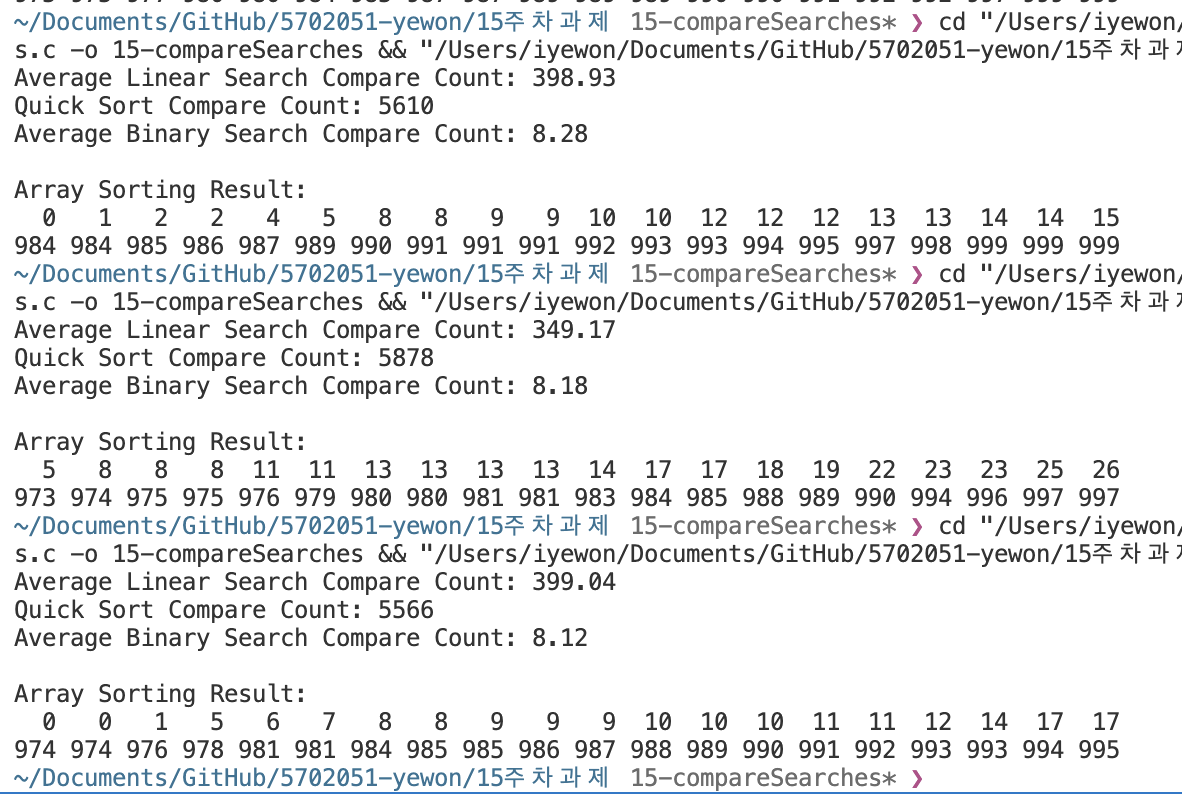 ~/Documents/GitHub/5702051-yewon/15주차과제 15-compareSearches* ❯ cd "/Users/iyewon/
s.c -o 15-compareSearches && "/Users/iyewon/Documents/GitHub/5702051-yewon/15주차과제
Average Linear Search Compare Count: 398.93
Quick Sort Compare Count: 5610
Average Binary Search Compare Count: 8.28
Array Sorting Result:
0 1 2 2 4 5 8 8 9 9 10 10 12 12 12 13 13 14 14 15
984 984 985 986 987 989 990 991 991 991 992 993 993 994 995 997 998 999 999 999
~/Documents/GitHub/5702051-yewon/15주차과제 15-compareSearches* ❯ cd "/Users/iyewon/
s.c -o 15-compareSearches && "/Users/iyewon/Documents/GitHub/5702051-yewon/15주차과제
Average Linear Search Compare Count: 349.17
Quick Sort Compare Count: 5878
Average Binary Search Compare Count: 8.18
Array Sorting Result:
5 8 8 8 11 11 13 13 13 13 14 17 17 18 19 22 23 23 25 26
973 974 975 975 976 979 980 980 981 981 983 984 985 988 989 990 994 996 997 997
~/Documents/GitHub/5702051-yewon/15주차과제 15-compareSearches* ❯ cd "/Users/iyewon/
s.c -o 15-compareSearches && "/Users/iyewon/Documents/GitHub/5702051-yewon/15주차과제
Average Linear Search Compare Count: 399.04
Quick Sort Compare Count: 5566
Average Binary Search Compare Count: 8.12
Array Sorting Result:
0 0 1 5 6 7 8 8 9 9 9 10 10 10 11 11 12 14 17 17
974 974 976 978 981 981 984 985 985 986 987 988 989 990 991 992 993 993 994 995
~/Documents/GitHub/5702051-yewon/15주차과제 15-compareSearches* ❯